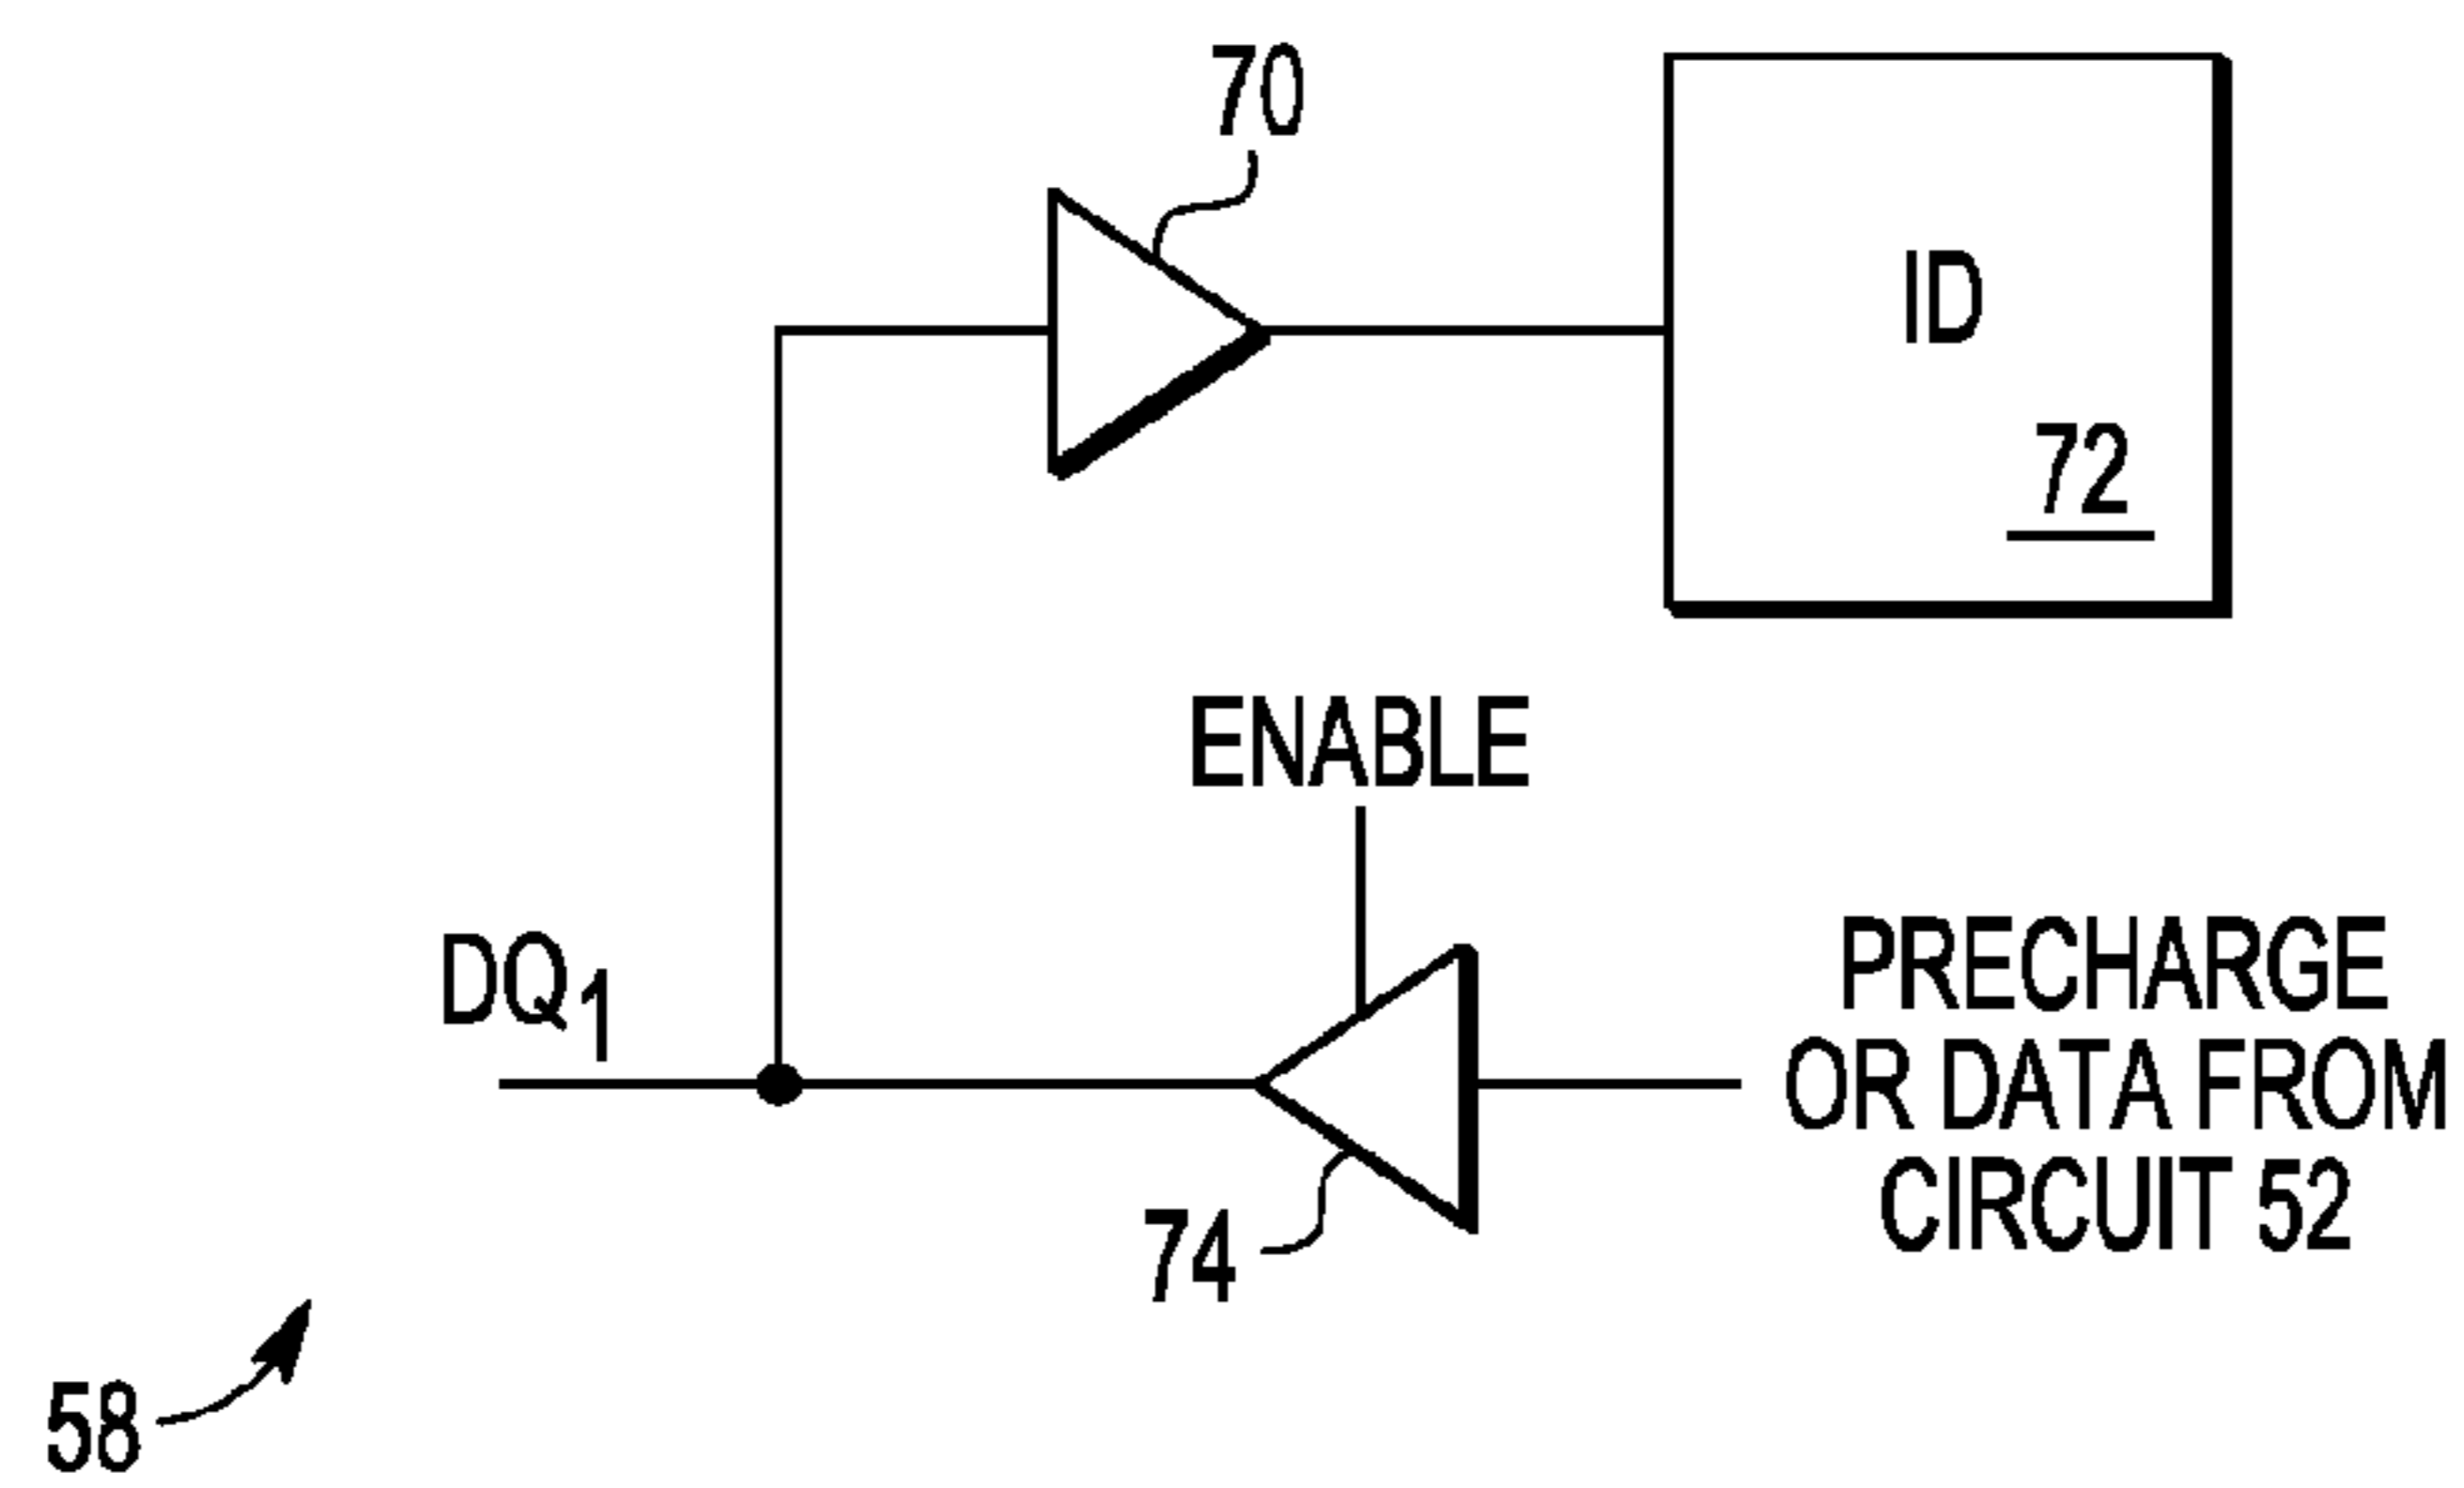 70
ID
72
ENABLE
DQ1
PRECHARGE
OR DATA FROM
CIRCUIT 52
74
58